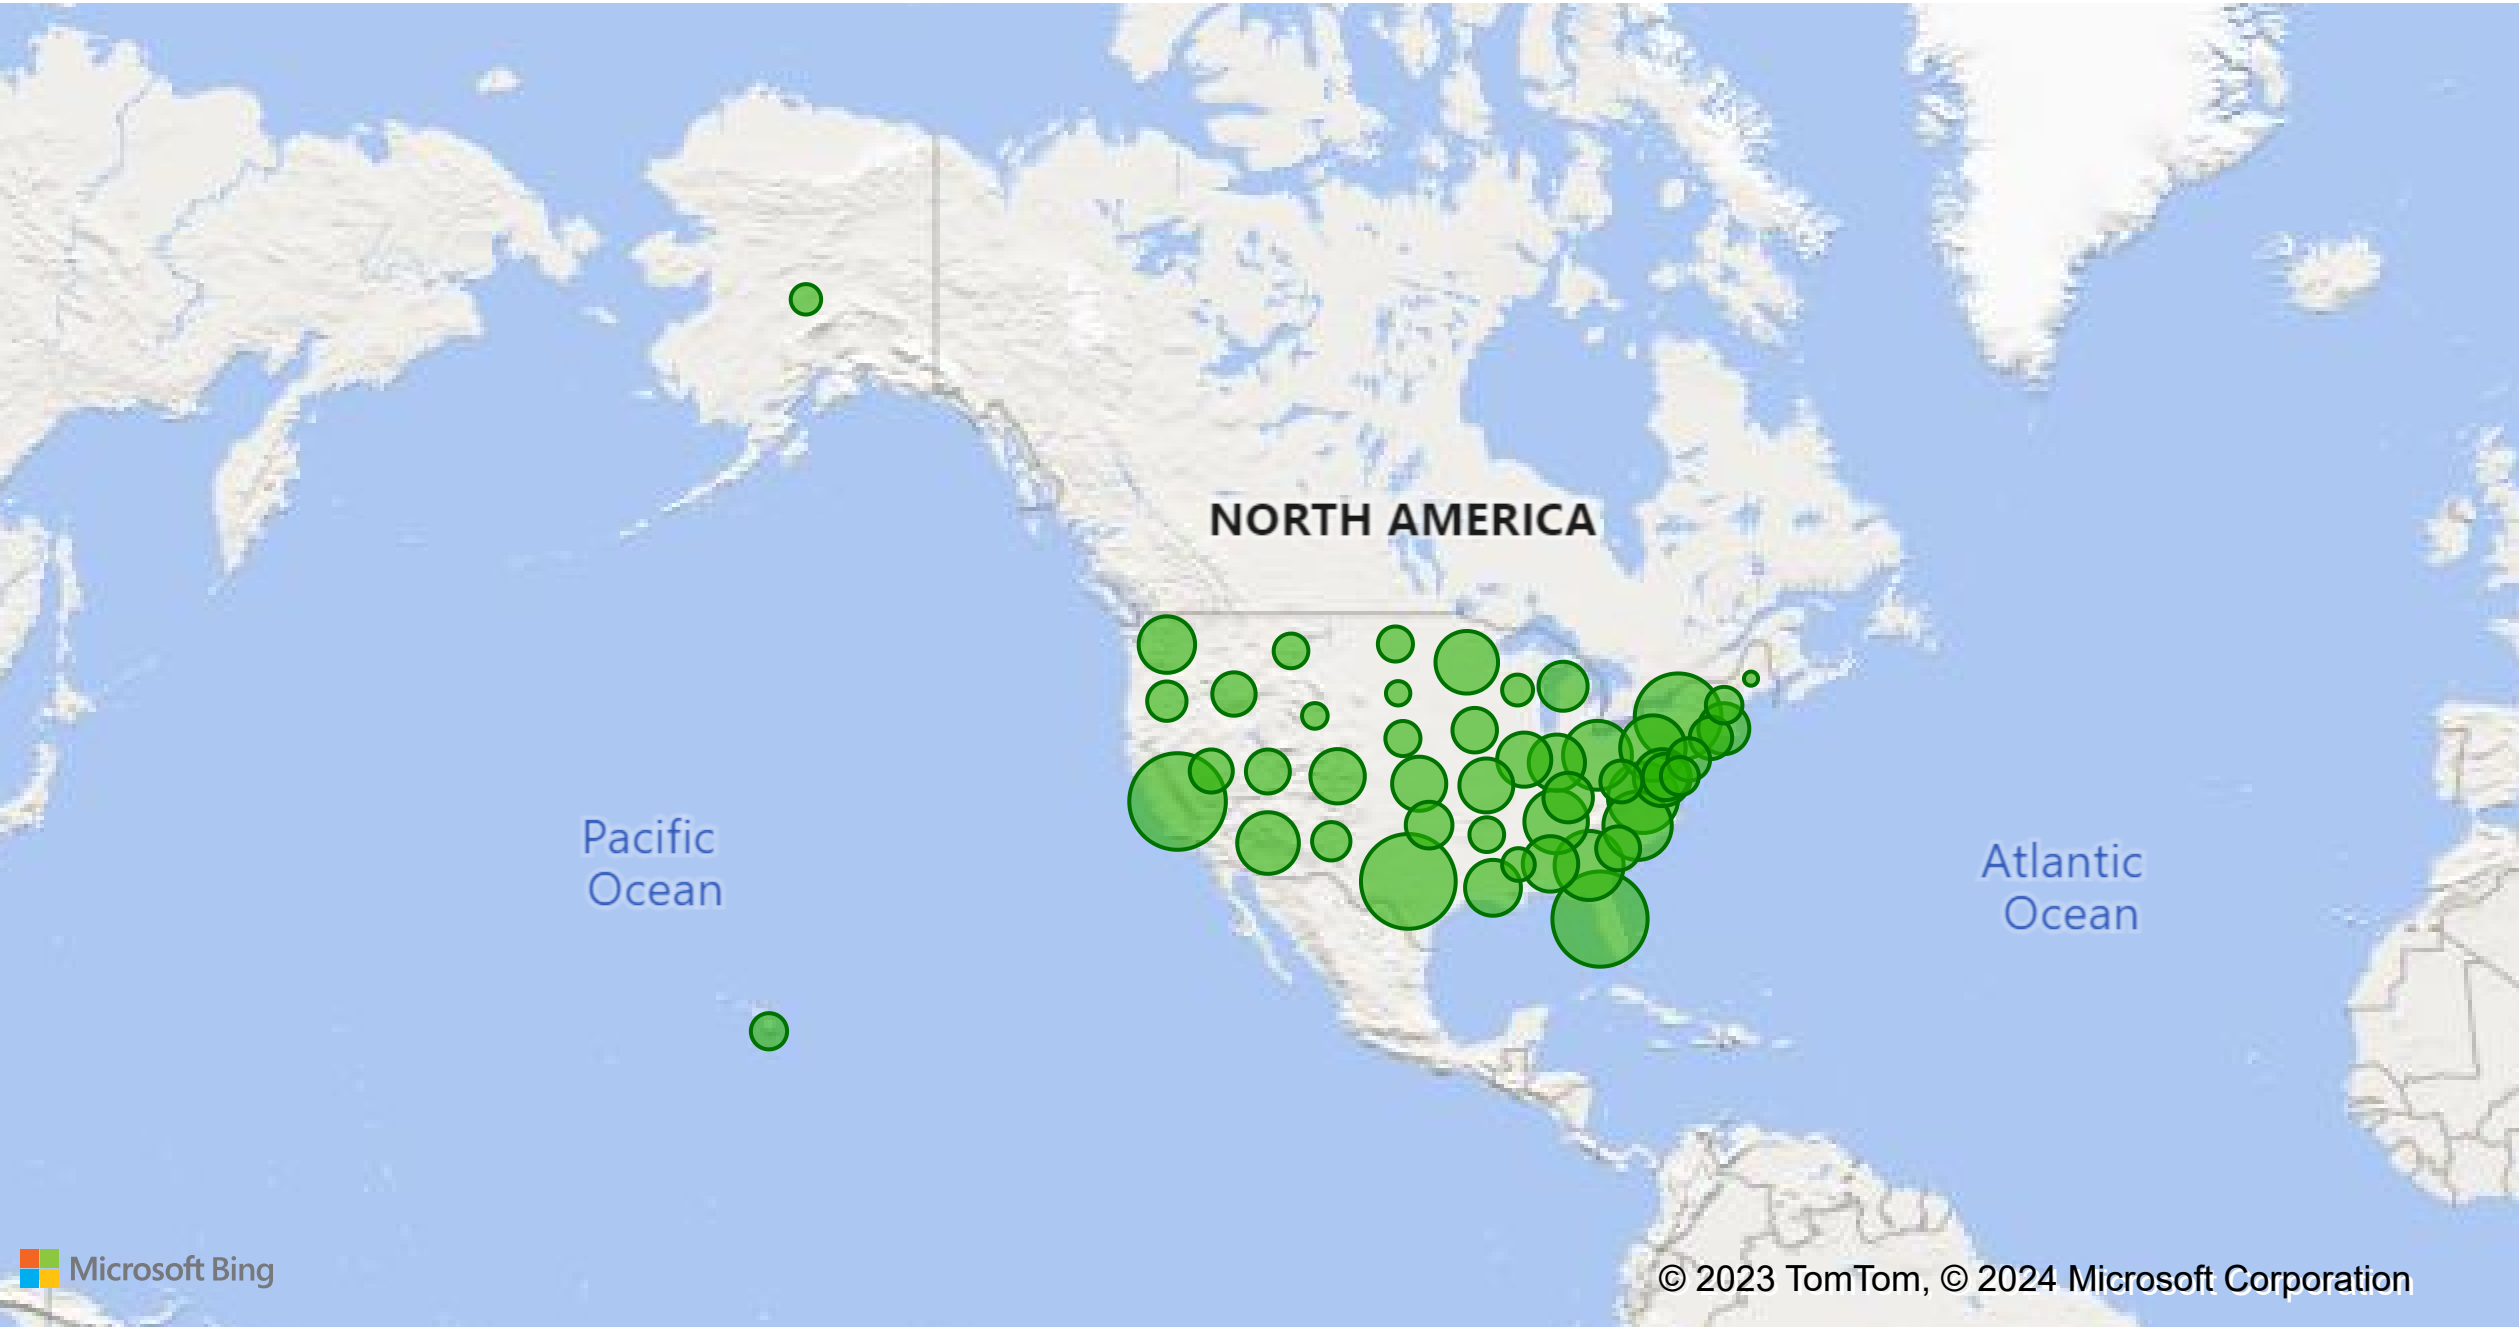 NORTH AMERICA
Pacific
Ocean
Atlantic
Ocean
Microsoft Bing
© 2023 TomTom, © 2024 Microsoft Corporation